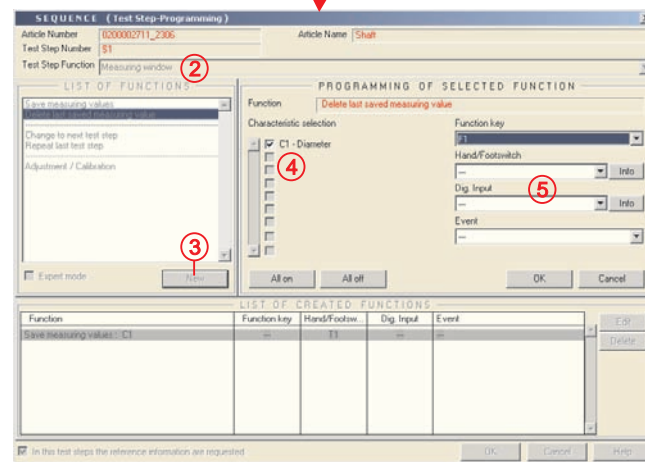 SEQUENCE (Test Step-Programming)
Article Number 0200002711_2306 Article Name Shaft
Test Step Number S1
Test Step Function Measuring window ②
LIST OF FUNCTIONS
Save measuring values
Delete last saved measuring value
Change to next test step
Repeat last test step
Adjustment / Calibration
③
Expert mode New
PROGRAMMING OF SELECTED FUNCTION
Function Delete last saved measuring value
Characteristic selection
C1 - Diameter
④
All on All off
Function key
F1
Hand/Footswitch
--- Info
Dig. Input ⑤
--- Info
Event
---
OK Cancel
LIST OF CREATED FUNCTIONS
Function Function key Hand/Footsw... Dig. Input Event
Save measuring values : C1 --- T1 --- ---
Edit
Delete
In this test steps the reference information are requested
OK Cancel Help